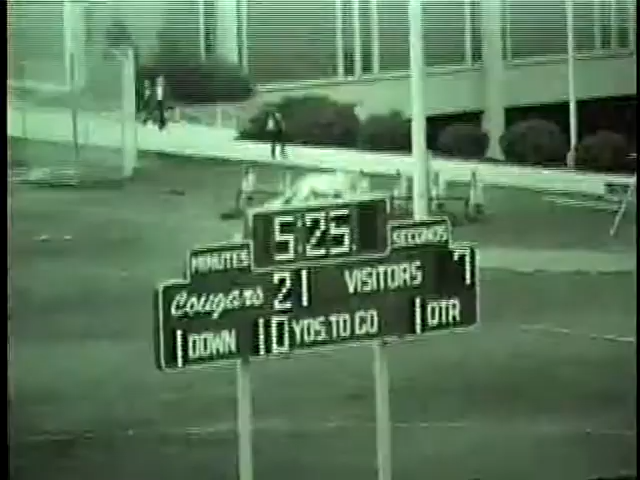 5:25
MINUTES SECONDS
Cougars 21 VISITORS 7
1 DOWN 10 YDS. TO GO 1 QTR